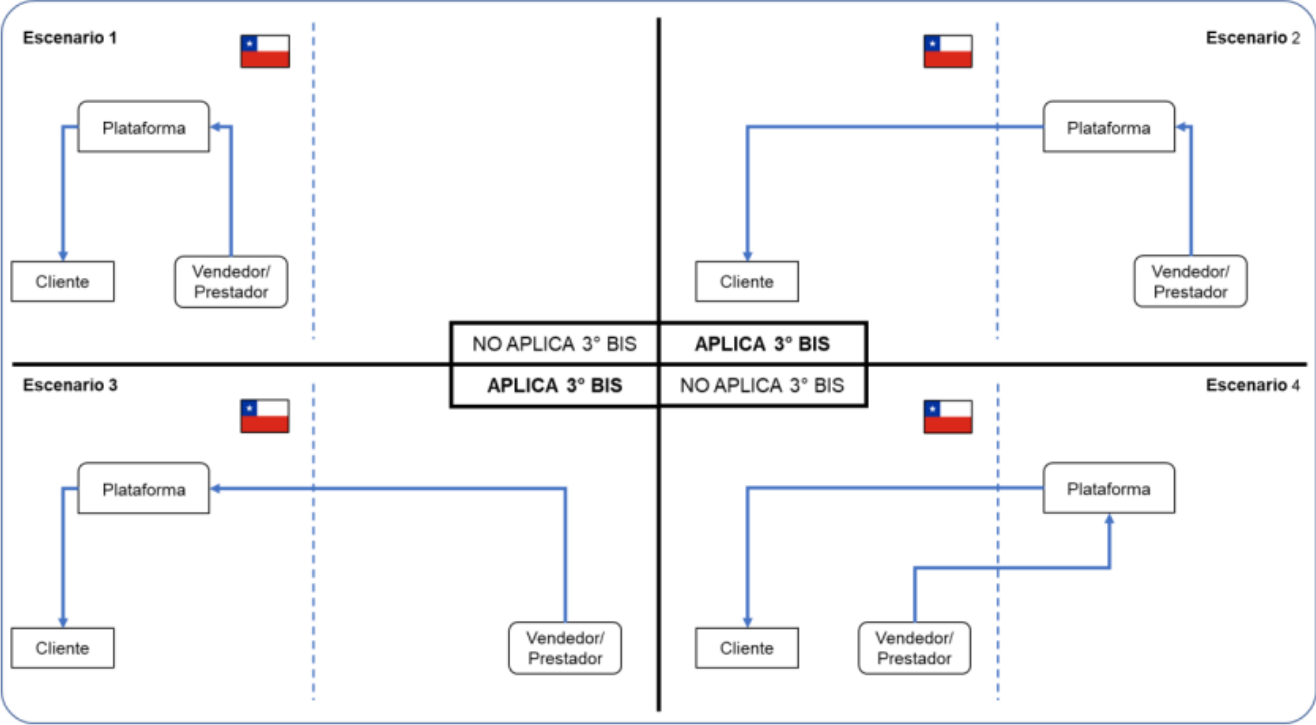 Escenario 1
Plataforma
Cliente
Vendedor/
Prestador
Escenario 2
Plataforma
Cliente
Vendedor/
Prestador
NO APLICA 3° BIS
APLICA 3° BIS
APLICA 3° BIS
NO APLICA 3° BIS
Escenario 3
Plataforma
Cliente
Vendedor/
Prestador
Escenario 4
Plataforma
Cliente
Vendedor/
Prestador